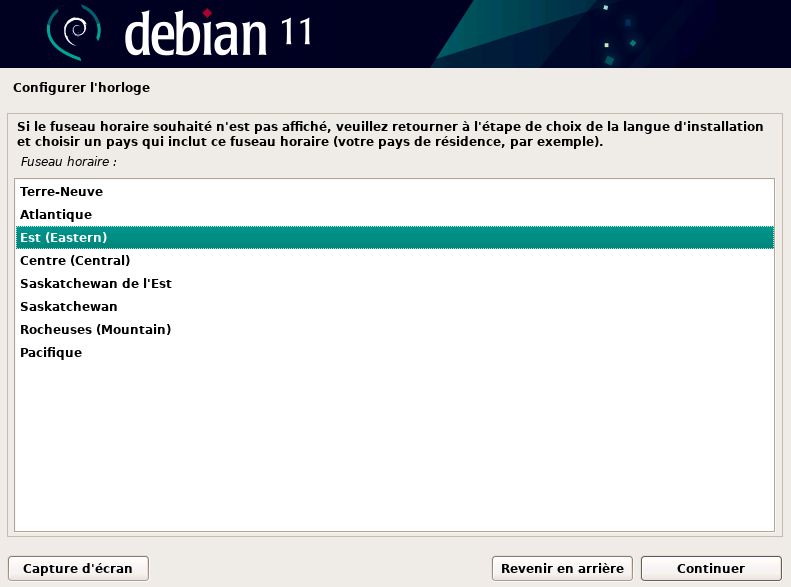 debian 11
Configurer l'horloge
Si le fuseau horaire souhaité n'est pas affiché, veuillez retourner à l'étape de choix de la langue d'installation
et choisir un pays qui inclut ce fuseau horaire (votre pays de résidence, par exemple).
Fuseau horaire :
Terre-Neuve
Atlantique
Est (Eastern)
Centre (Central)
Saskatchewan de l'Est
Saskatchewan
Rocheuses (Mountain)
Pacifique
Capture d'écran
Revenir en arrière
Continuer